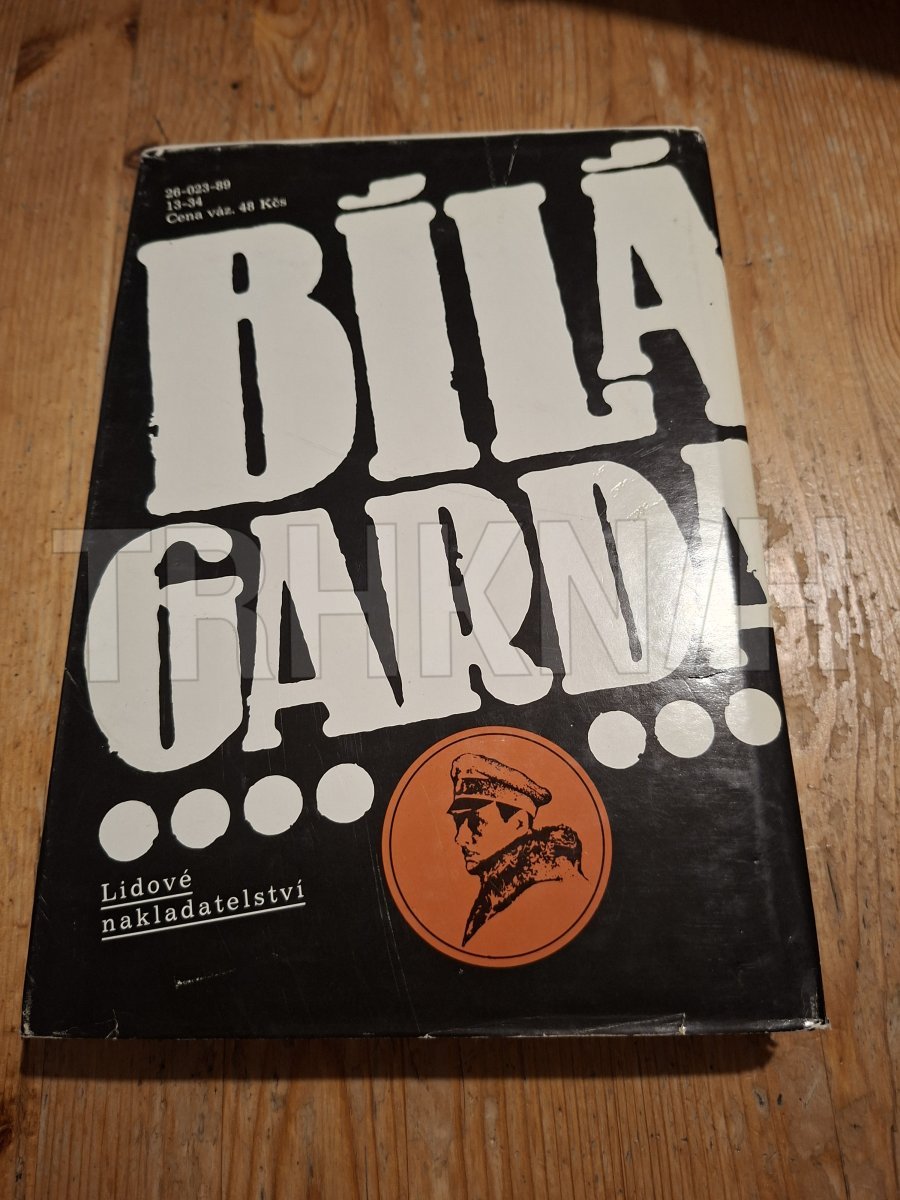 26-023-89
13-34
Cena váz. 48 Kčs
BÍLÁ
GARDA
TRHKNIH
Lidové
nakladatelství